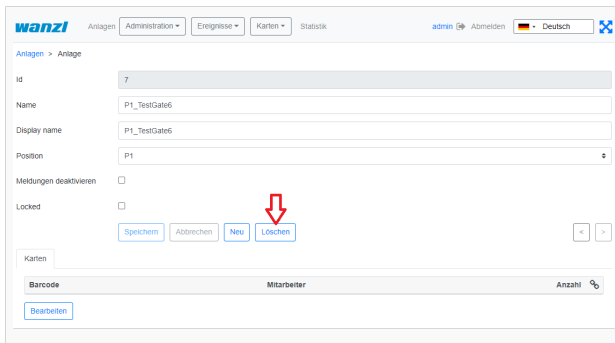 wanzl Anlagen Administration Ereignisse Karten Statistik admin Abmelden Deutsch
Anlagen > Anlage
Id 7
Name P1_TestGate6
Display name P1_TestGate6
Position P1
Meldungen deaktivieren
Locked
Speichern Abbrechen Neu Löschen < >
Karten
Barcode Mitarbeiter Anzahl
Bearbeiten